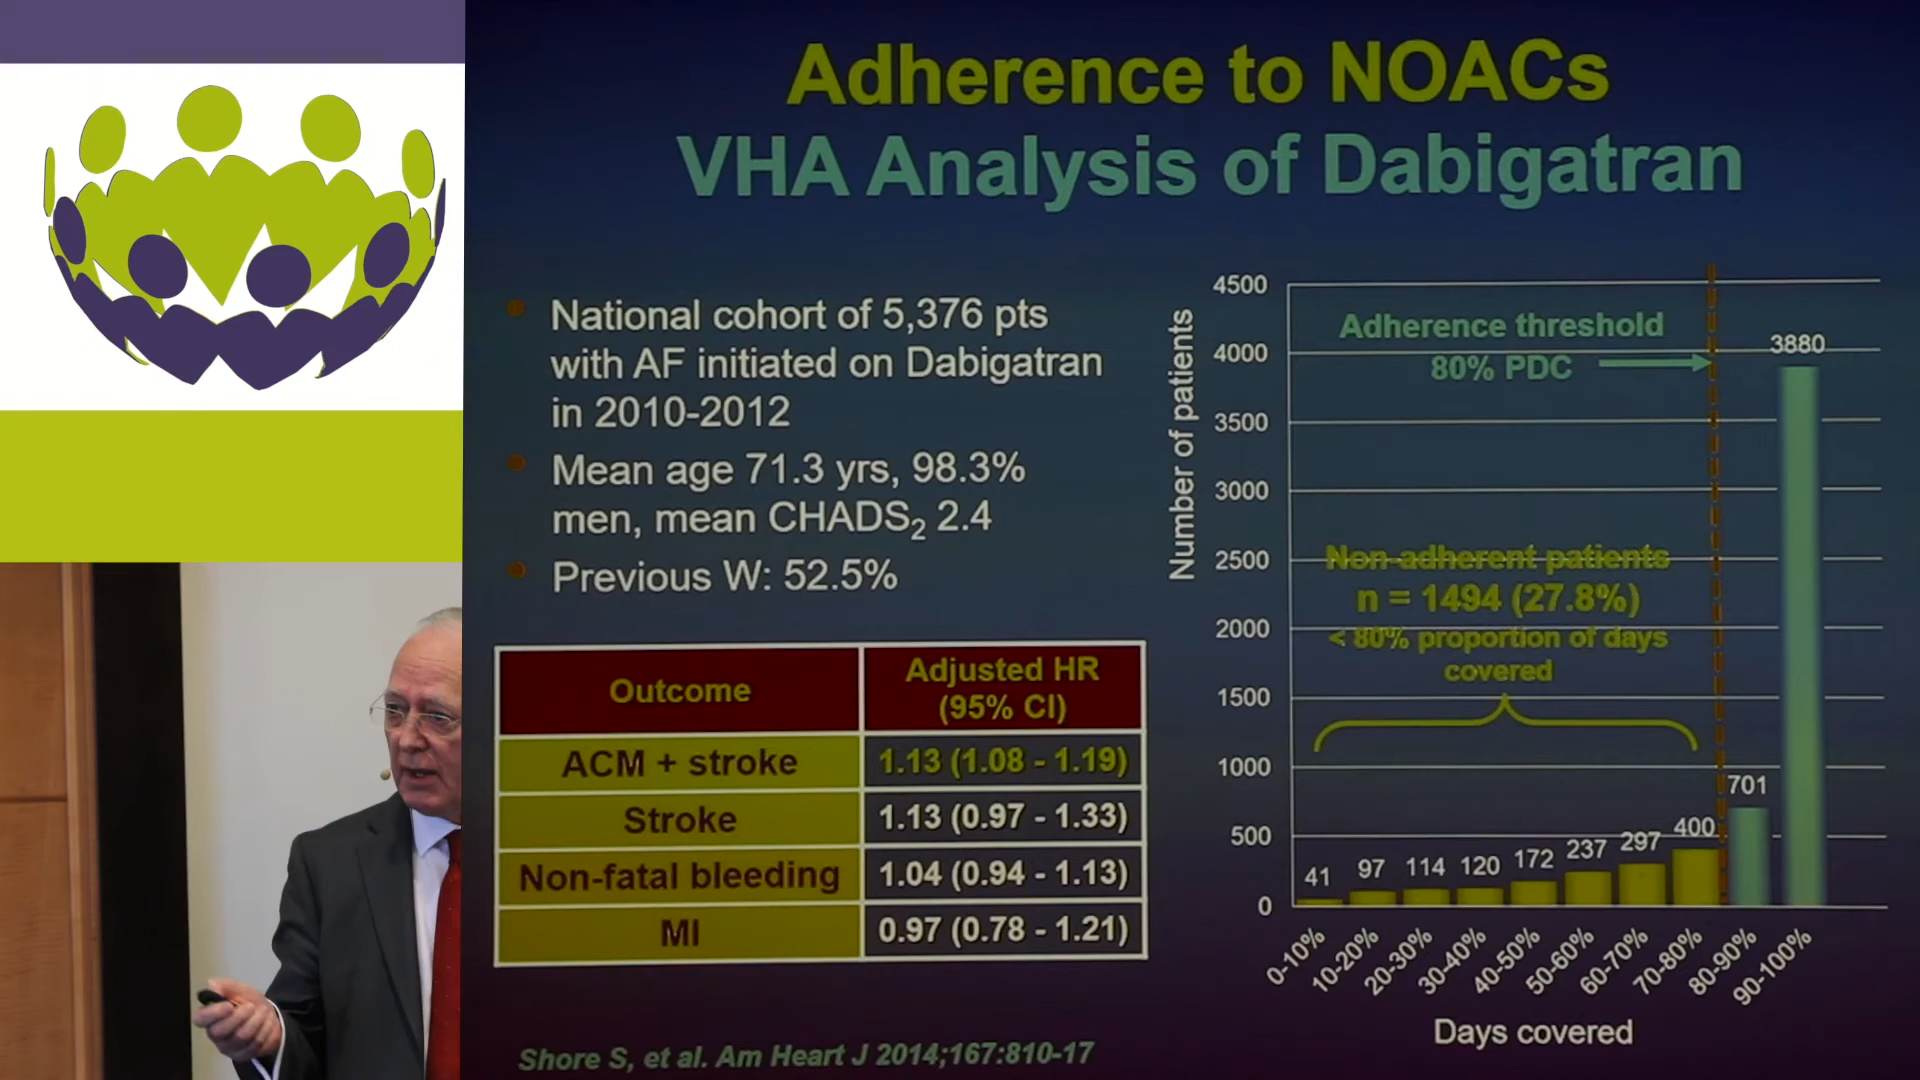 Adherence to NOACs
VHA Analysis of Dabigatran
National cohort of 5,376 pts
with AF initiated on Dabigatran
in 2010-2012
Mean age 71.3 yrs, 98.3%
men, mean CHADS2 2.4
Previous W: 52.5%
Outcome
Adjusted HR
(95% CI)
ACM + stroke
1.13 (1.08 - 1.19)
Stroke
1.13 (0.97 - 1.33)
Non-fatal bleeding
1.04 (0.94 - 1.13)
MI
0.97 (0.78 - 1.21)
Shore S, et al. Am Heart J 2014;167:810-17
Number of patients
4500
4000
3500
3000
2500
2000
1500
1000
500
0
Adherence threshold
80% PDC
Non-adherent patients
n = 1494 (27.8%)
< 80% proportion of days
covered
41
97
114
120
172
237
297
400
701
3880
0-10%
10-20%
20-30%
30-40%
40-50%
50-60%
60-70%
70-80%
80-90%
90-100%
Days covered